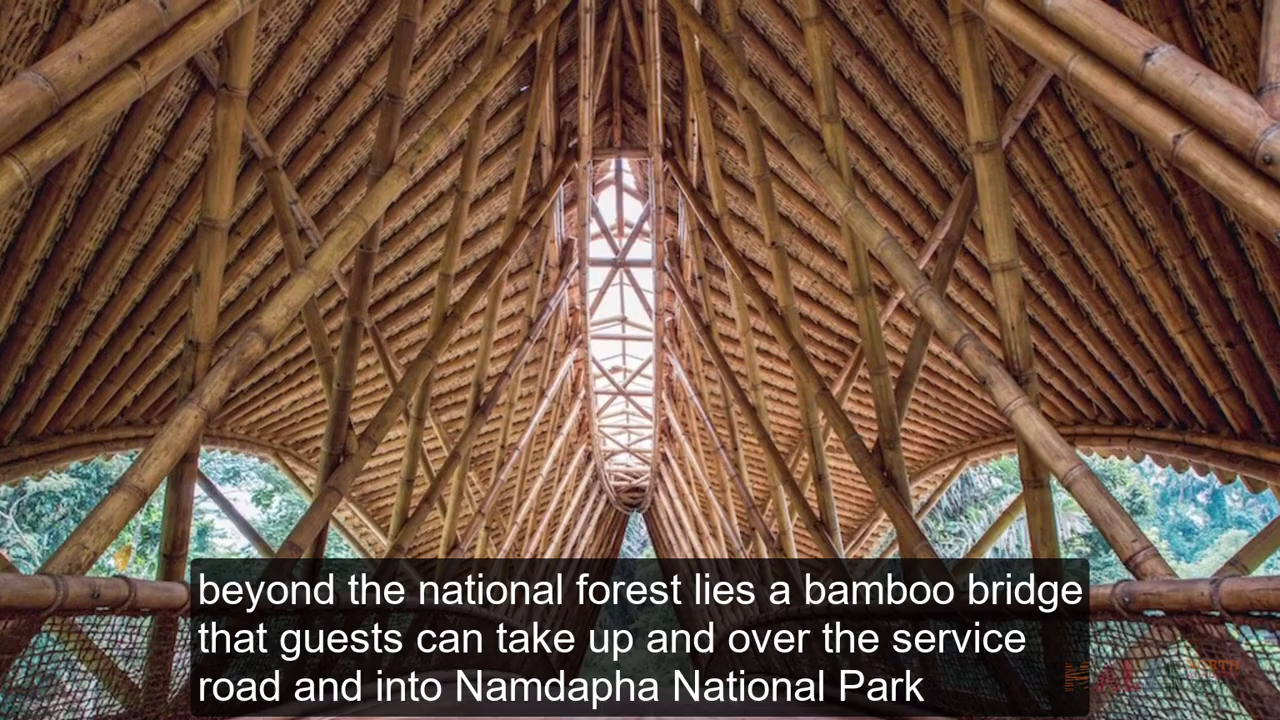 beyond the national forest lies a bamboo bridge
that guests can take up and over the service
road and into Namdapha National Park